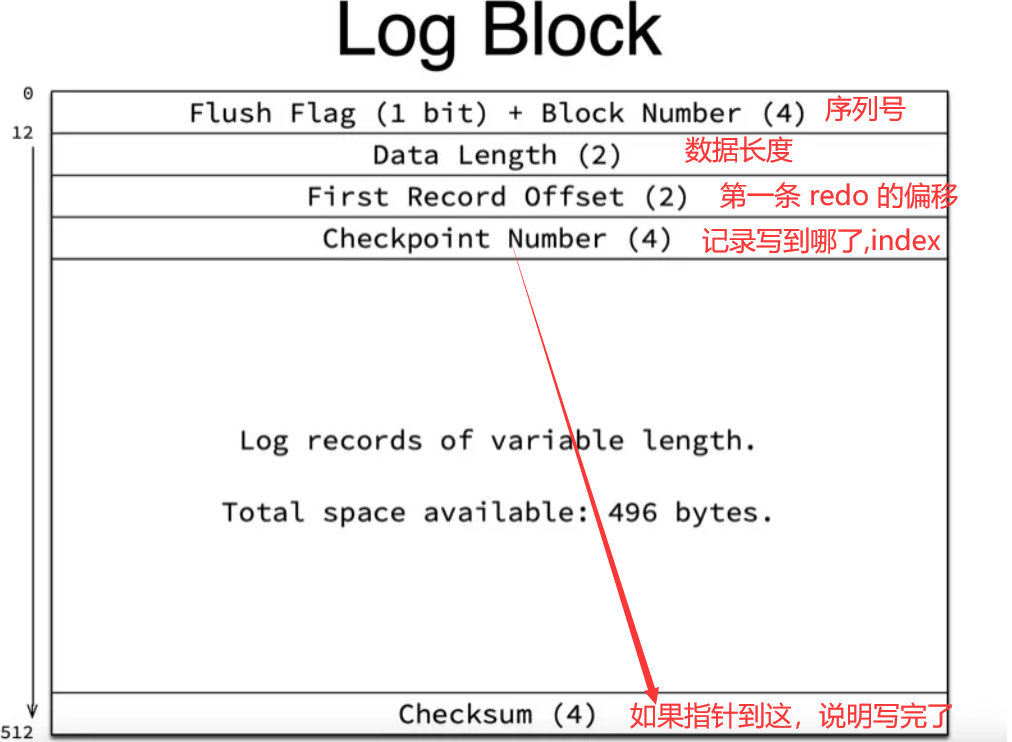 Log Block
0
Flush Flag (1 bit) + Block Number (4) 序列号
12
Data Length (2) 数据长度
First Record Offset (2) 第一条 redo 的偏移
Checkpoint Number (4) 记录写到哪了,index
Log records of variable length.
Total space available: 496 bytes.
Checksum (4) 如果指针到这，说明写完了
512